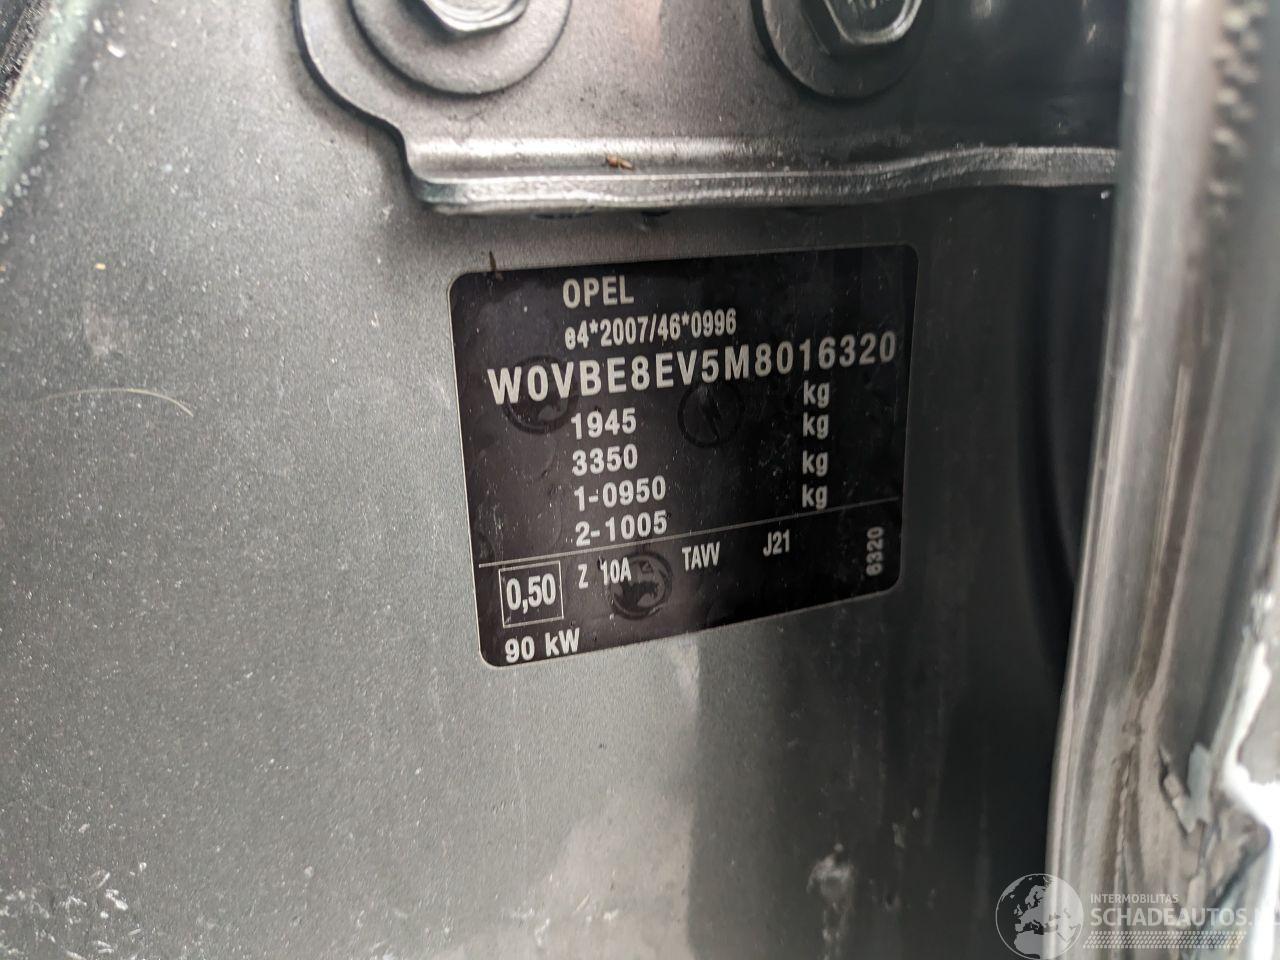 OPEL
e4*2007/46*0996
W0VBE8EV5M8016320
kg
1945 kg
3350 kg
1-0950 kg
2-1005
0,50 Z 10A TAVV J21 6320
90 kW
INTERMOBILITAS
SCHADEAUTOS.